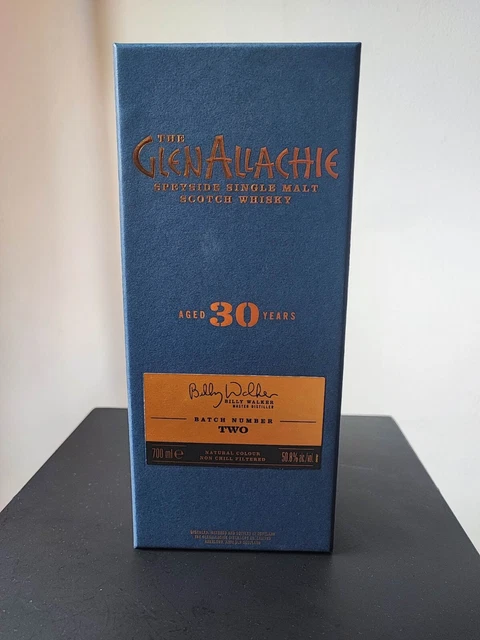 THE
GLENALLACHIE
SPEYSIDE SINGLE MALT
SCOTCH WHISKY
AGED 30 YEARS
Billy Walker
BILLY WALKER
MASTER DISTILLER
BATCH NUMBER
TWO
700 ml ℮
NATURAL COLOUR
NON CHILL FILTERED
50.8% alc/vol.